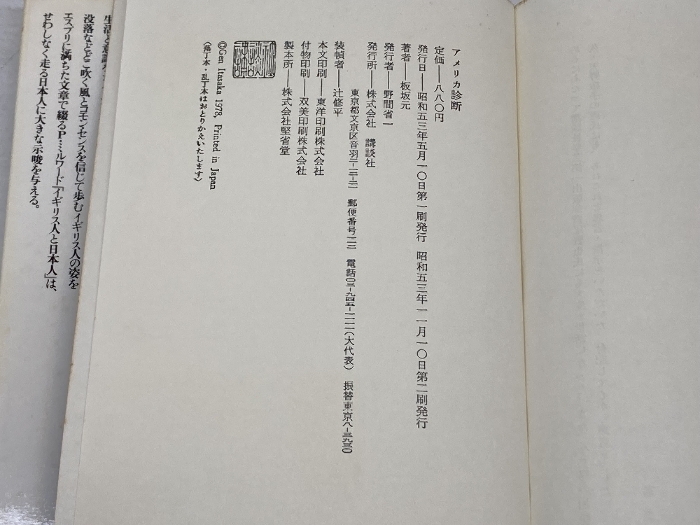 アメリカ診断
定価――八八〇円
発行日――昭和五三年五月一〇日第一刷発行 昭和五三年一一月一〇日第二刷発行
著者――板坂元
発行者――野間省一
発行所――株式会社 講談社
東京都文京区音羽二-一二-二一 郵便番号一一二 電話〇三-九四五-一一一一(大代表) 振替東京八-三九三〇
装幀者――辻修平
本文印刷――東洋印刷株式会社
付物印刷――双美印刷株式会社
製本所――株式会社堅省堂
©Gen Itasaka 1978, Printed in Japan
〈落丁本・乱丁本はおとりかえいたします〉
没落などどこ吹く風とコモン・センスを信じて歩むイギリス人の姿を
エスプリに満ちた文章で綴るP・ミルワード『イギリス人と日本人』は、
せわしなく走る日本人に大きな示唆を与える。